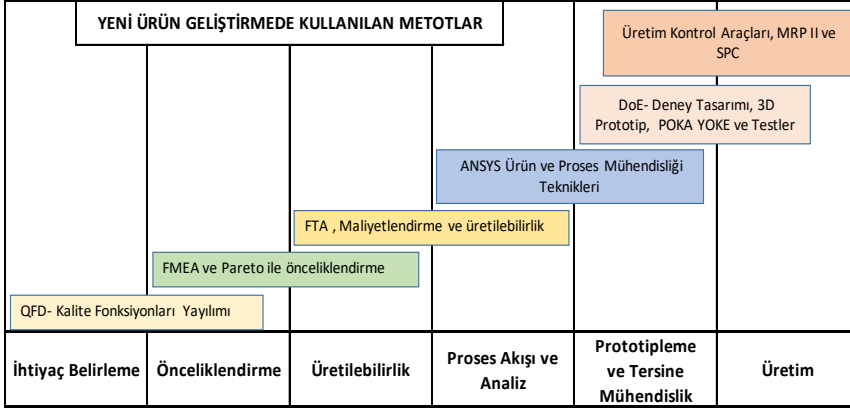 YENİ ÜRÜN GELİŞTİRMEDE KULLANILAN METOTLAR
Üretim Kontrol Araçları, MRP II ve
SPC
DoE- Deney Tasarımı, 3D
Prototip, POKA YOKE ve Testler
ANSYS Ürün ve Proses Mühendisliği
Teknikleri
FTA , Maliyetlendirme ve üretilebilirlik
FMEA ve Pareto ile önceliklendirme
QFD- Kalite Fonksiyonları Yayılımı
İhtiyaç Belirleme
Önceliklendirme
Üretilebilirlik
Proses Akışı ve
Analiz
Prototipleme
ve Tersine
Mühendislik
Üretim